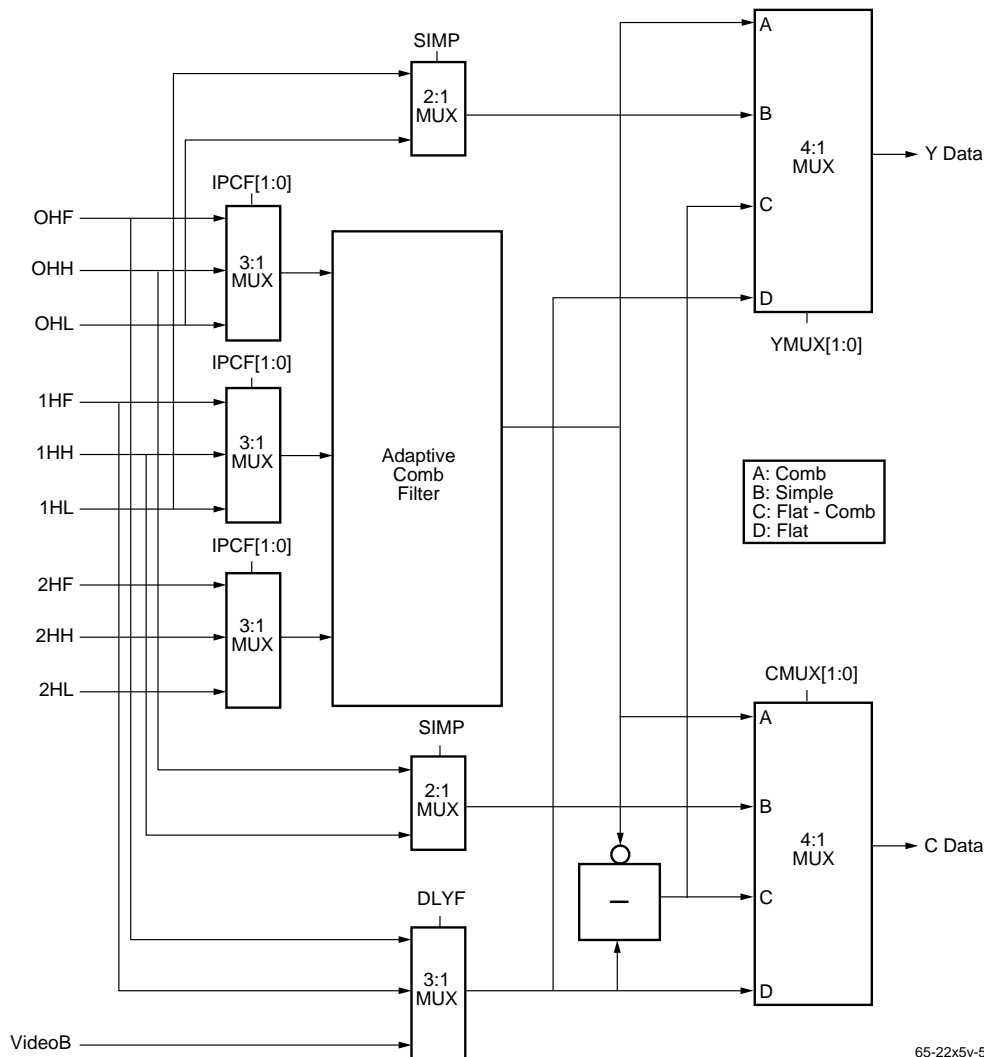 SIMP
2:1
MUX
A
B
C
D
4:1
MUX
Y Data
YMUX[1:0]
IPCF[1:0]
OHF
OHH
OHL
3:1
MUX
IPCF[1:0]
1HF
1HH
1HL
3:1
MUX
IPCF[1:0]
2HF
2HH
2HL
3:1
MUX
Adaptive
Comb
Filter
A: Comb
B: Simple
C: Flat - Comb
D: Flat
SIMP
2:1
MUX
CMUX[1:0]
A
B
C
D
4:1
MUX
C Data
–
DLYF
3:1
MUX
VideoB
65-22x5y-5